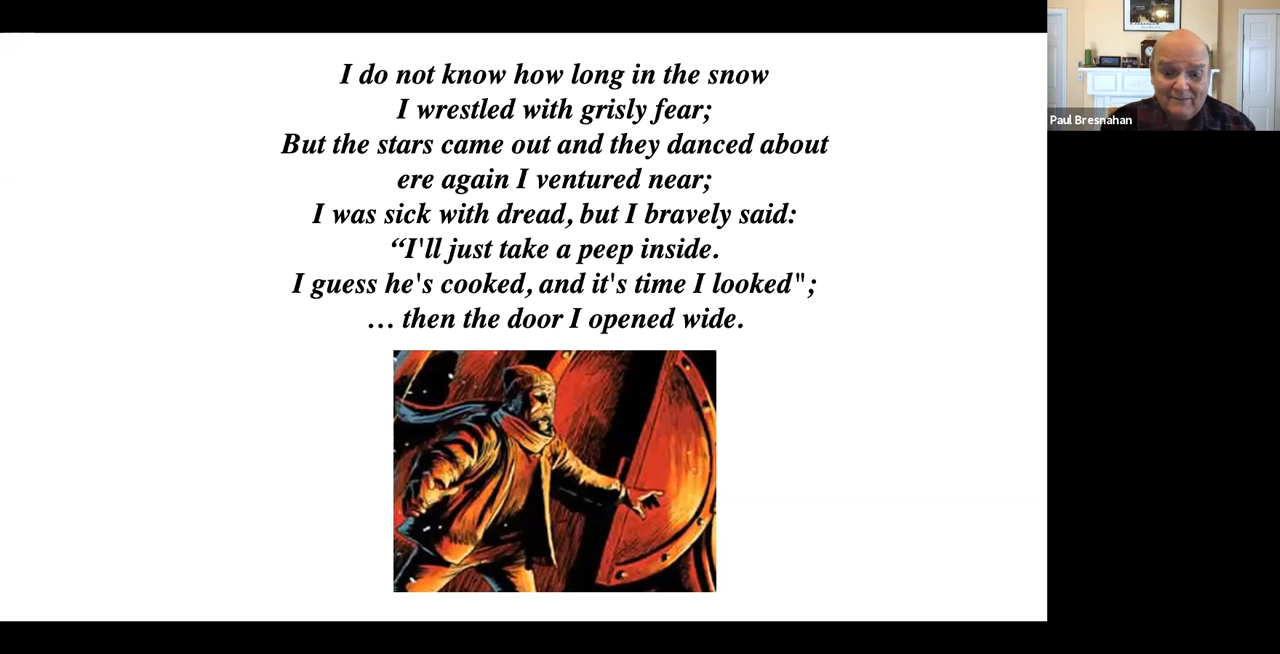 I do not know how long in the snow
I wrestled with grisly fear;
But the stars came out and they danced about
ere again I ventured near;
I was sick with dread, but I bravely said:
“I'll just take a peep inside.
I guess he's cooked, and it's time I looked";
… then the door I opened wide.
Paul Bresnahan